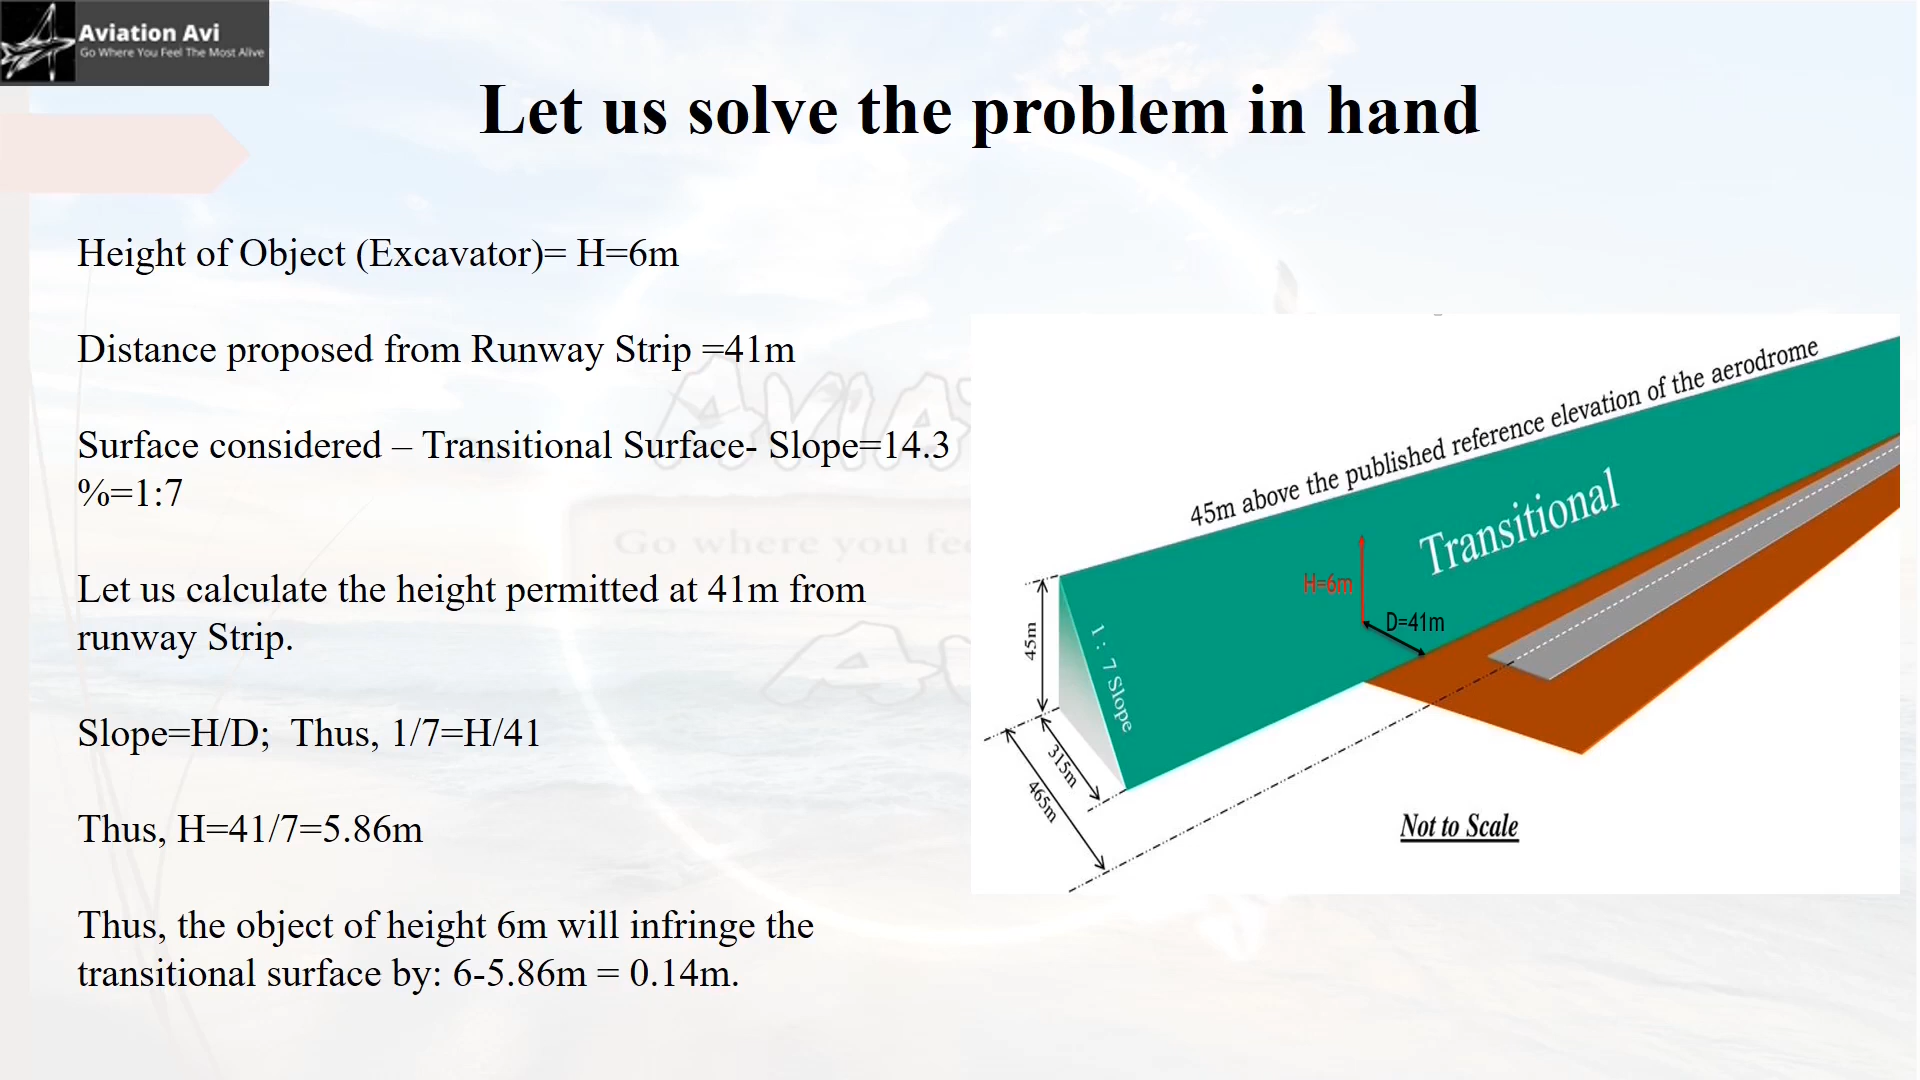 Aviation Avi
Go Where You Feel The Most Alive
Let us solve the problem in hand
Height of Object (Excavator)= H=6m
Distance proposed from Runway Strip =41m
Surface considered – Transitional Surface- Slope=14.3
%=1:7
Let us calculate the height permitted at 41m from
runway Strip.
Slope=H/D;  Thus, 1/7=H/41
Thus, H=41/7=5.86m
Thus, the object of height 6m will infringe the
transitional surface by: 6-5.86m = 0.14m.
45m above the published reference elevation of the aerodrome
Transitional
H=6m
D=41m
45m
1 : 7 Slope
315m
465m
Not to Scale
Go where you